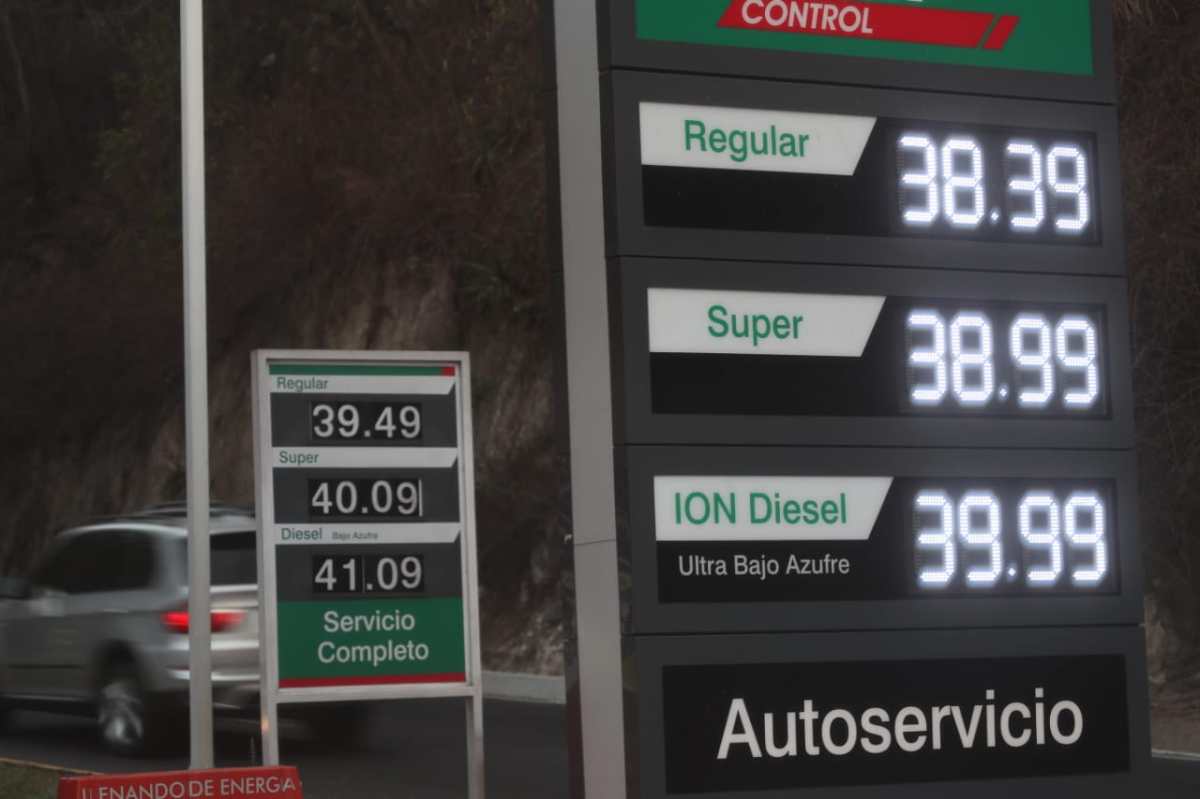 CONTROL
Regular
38.39
Super
38.99
ION Diesel
Ultra Bajo Azufre
39.99
Autoservicio
Regular
39.49
Super
40.09
Diesel Bajo Azufre
41.09
Servicio
Completo
LLENANDO DE ENERGIA